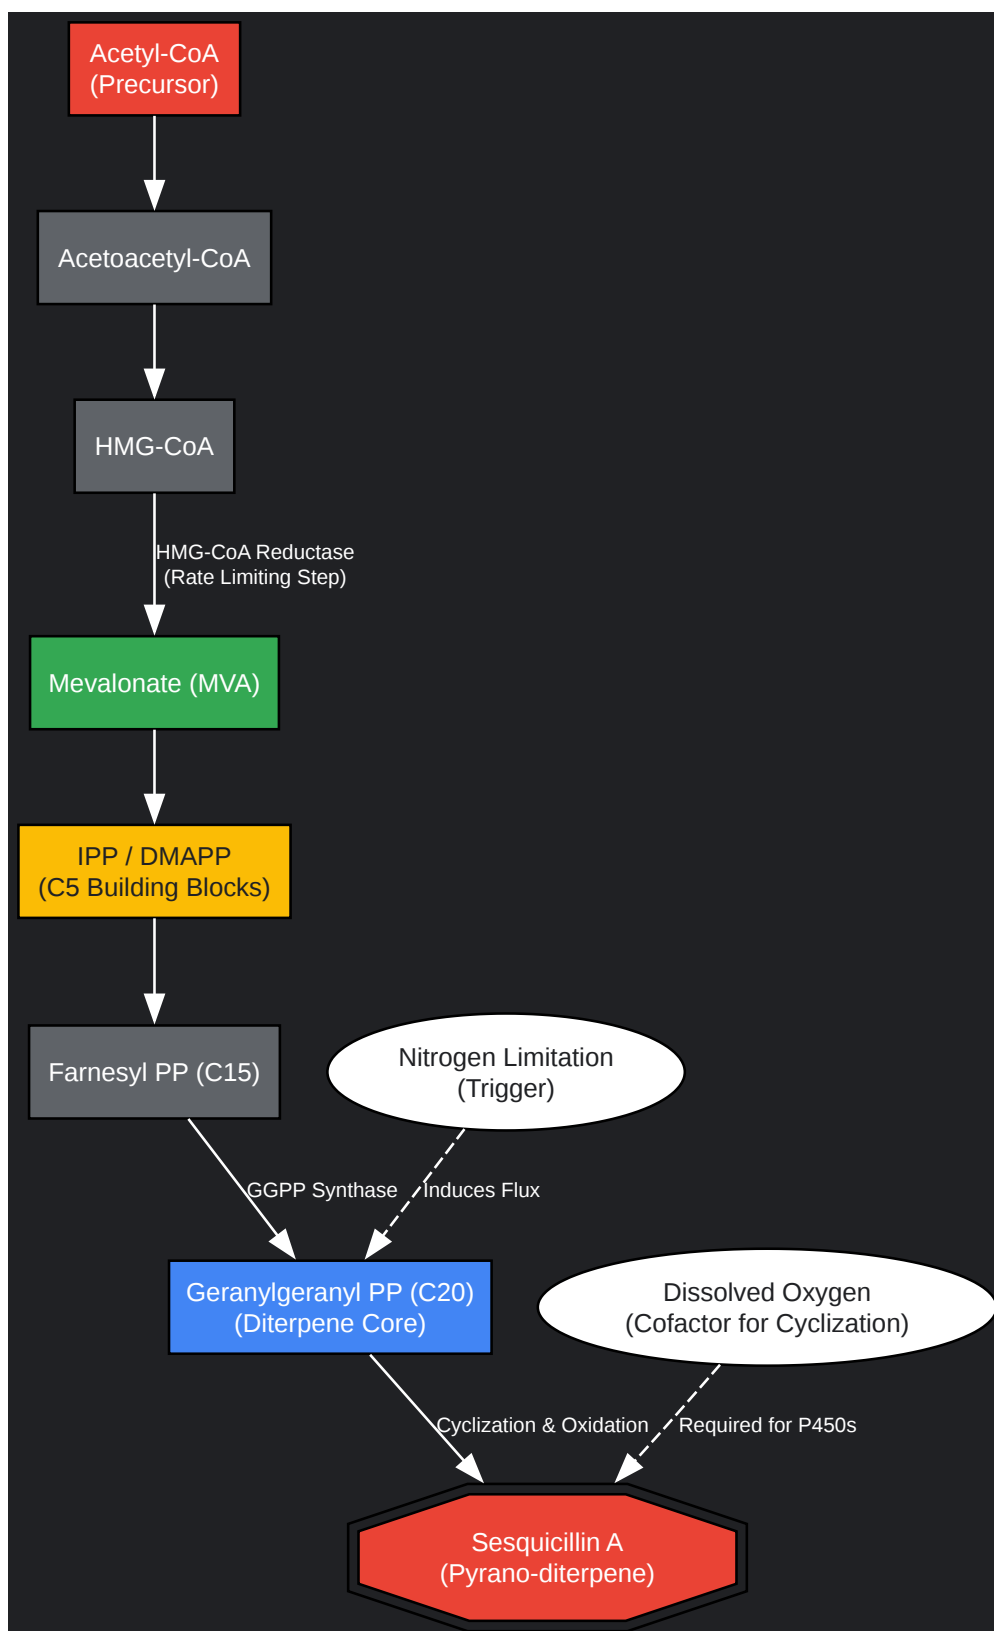 Acetyl-CoA
(Precursor)
Acetoacetyl-CoA
HMG-CoA
HMG-CoA Reductase
(Rate Limiting Step)
Mevalonate (MVA)
IPP / DMAPP
(C5 Building Blocks)
Farnesyl PP (C15)
Nitrogen Limitation
(Trigger)
GGPP Synthase
Induces Flux
Geranylgeranyl PP (C20)
(Diterpene Core)
Dissolved Oxygen
(Cofactor for Cyclization)
Cyclization & Oxidation
Required for P450s
Sesquicillin A
(Pyrano-diterpene)